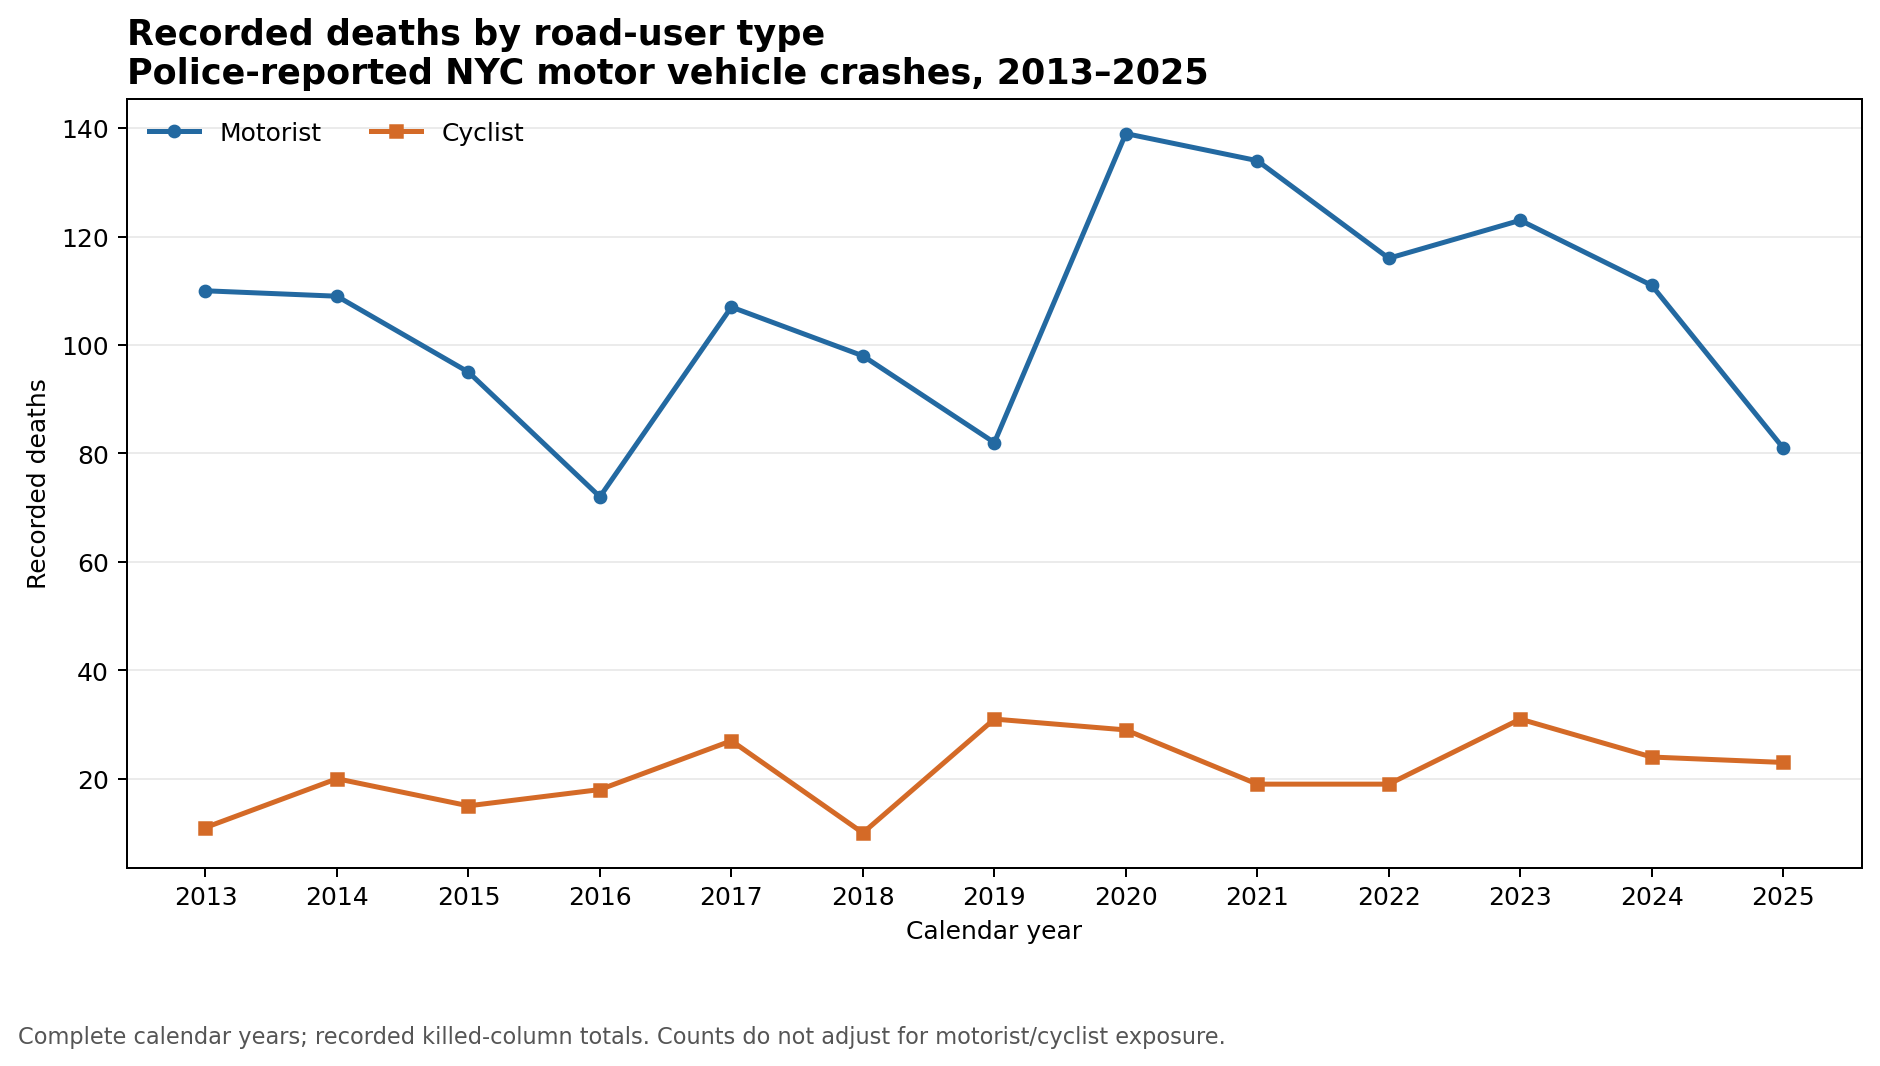 Recorded deaths by road-user type
Police-reported NYC motor vehicle crashes, 2013–2025
Motorist
Cyclist
140
120
100
80
60
40
20
Recorded deaths
2013 2014 2015 2016 2017 2018 2019 2020 2021 2022 2023 2024 2025
Calendar year
Complete calendar years; recorded killed-column totals. Counts do not adjust for motorist/cyclist exposure.